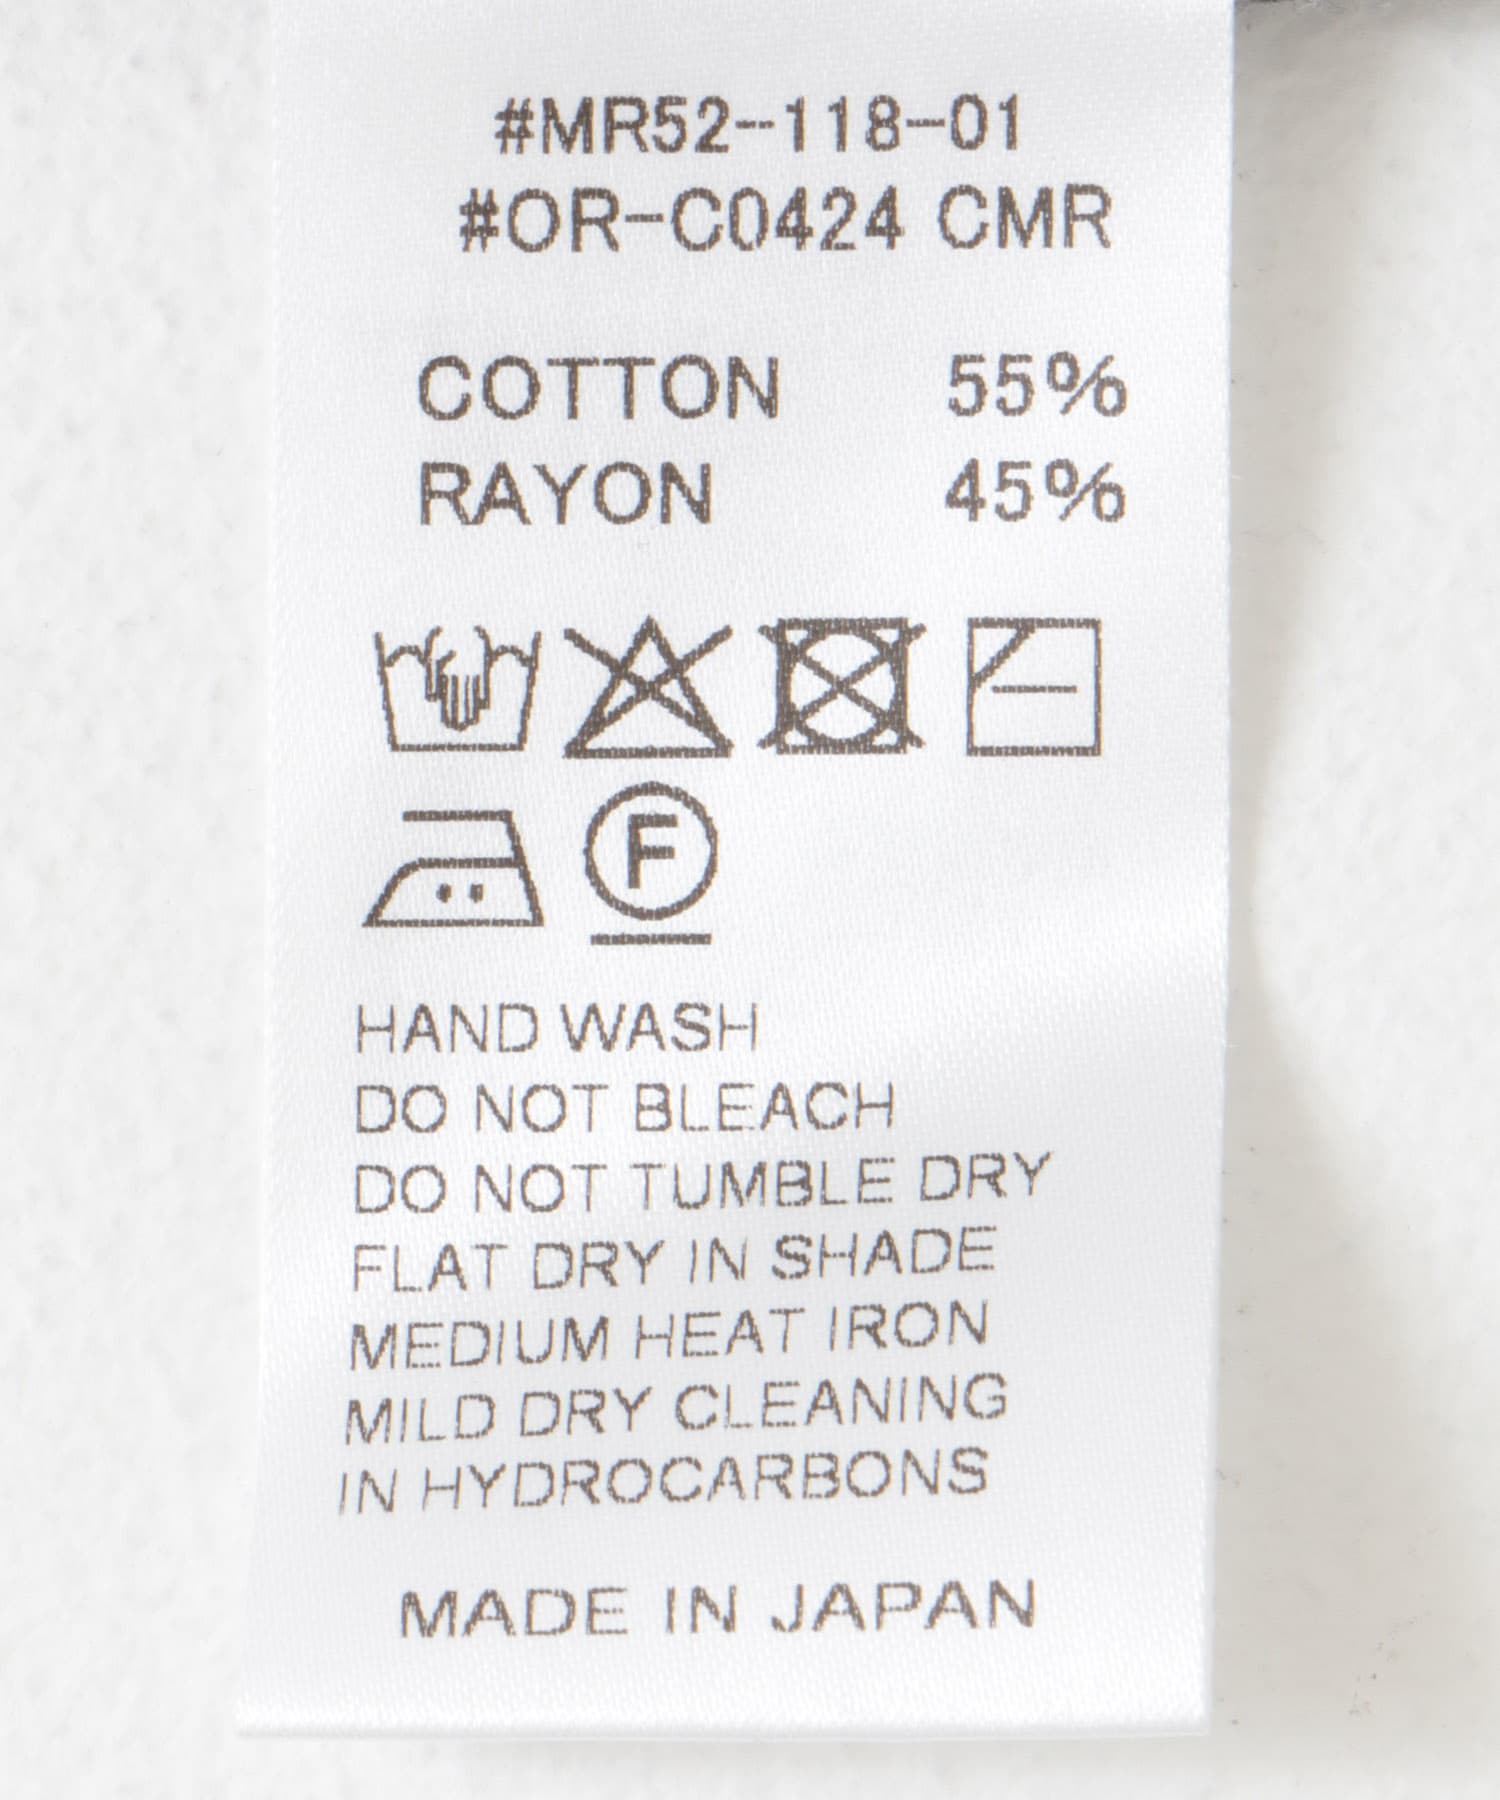 #MR52-118-01
#OR-C0424 CMR
COTTON 55%
RAYON 45%
F
HAND WASH
DO NOT BLEACH
DO NOT TUMBLE DRY
FLAT DRY IN SHADE
MEDIUM HEAT IRON
MILD DRY CLEANING
IN HYDROCARBONS
MADE IN JAPAN